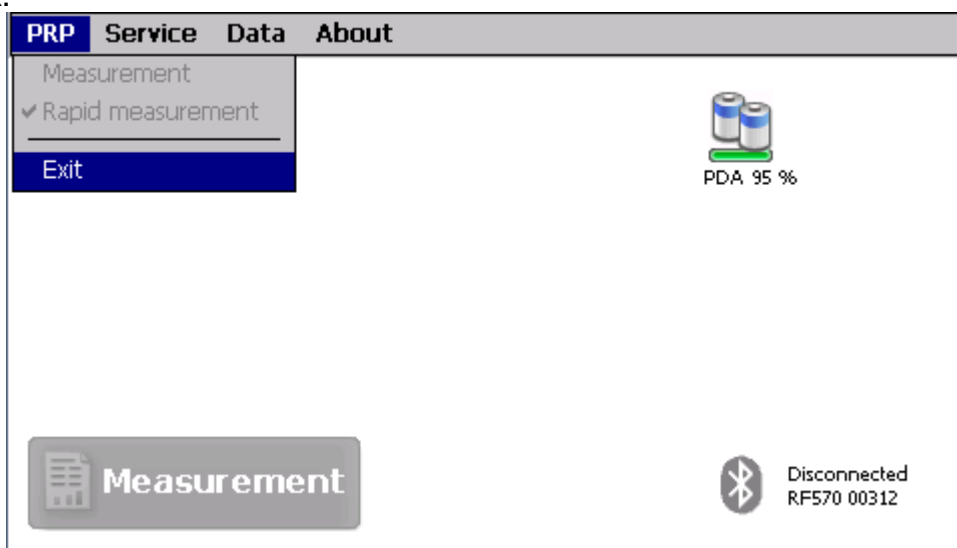 PRP Service Data About
Measurement
✔ Rapid measurement
Exit
PDA 95 %
Measurement
Disconnected
RF570 00312